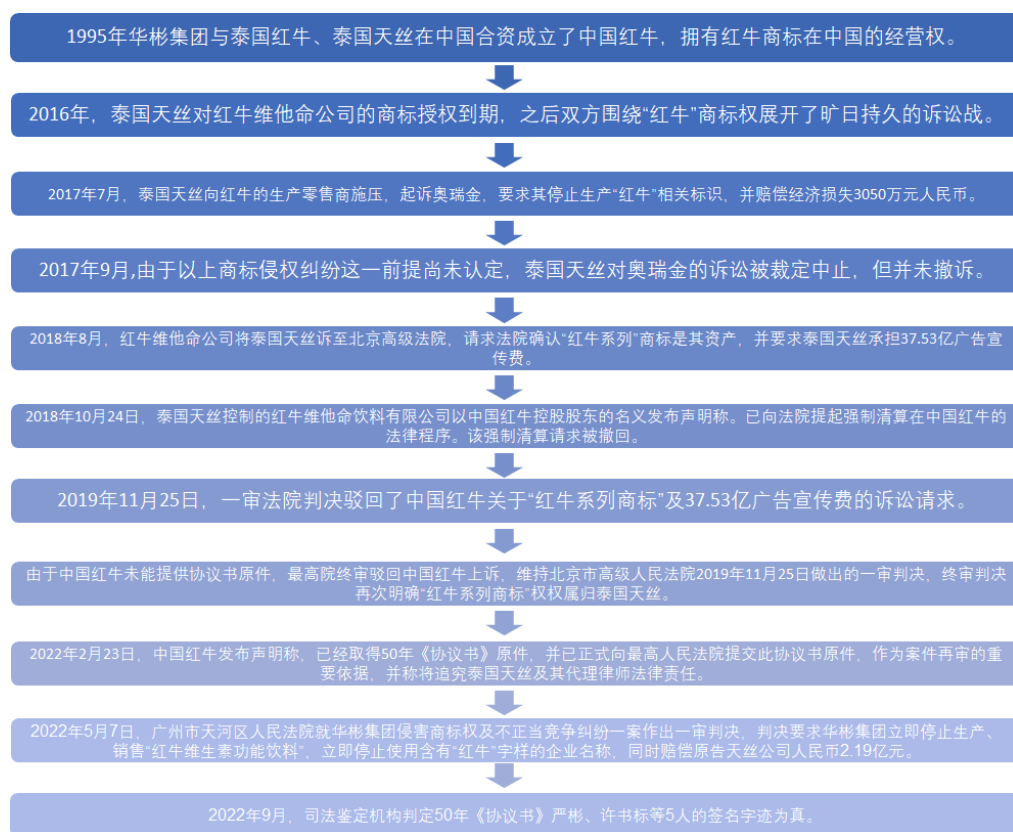 1995年华彬集团与泰国红牛、泰国天丝在中国合资成立了中国红牛，拥有红牛商标在中国的经营权。
2016年，泰国天丝对红牛维他命公司的商标授权到期，之后双方围绕“红牛”商标权展开了旷日持久的诉讼战。
2017年7月，泰国天丝向红牛的生产零售商施压，起诉奥瑞金，要求其停止生产“红牛”相关标识，并赔偿经济损失3050万元人民币。
2017年9月,由于以上商标侵权纠纷这一前提尚未认定，泰国天丝对奥瑞金的诉讼被裁定中止，但并未撤诉。
2018年8月，红牛维他命公司将泰国天丝诉至北京高级法院，请求法院确认“红牛系列”商标是其资产，并要求泰国天丝承担37.53亿广告宣
传费。
2018年10月24日，泰国天丝控制的红牛维他命饮料有限公司以中国红牛控股股东的名义发布声明称。已向法院提起强制清算在中国红牛的
法律程序。该强制清算请求被撤回。
2019年11月25日，一审法院判决驳回了中国红牛关于“红牛系列商标”及37.53亿广告宣传费的诉讼请求。
由于中国红牛未能提供协议书原件，最高院终审驳回中国红牛上诉，维持北京市高级人民法院2019年11月25日做出的一审判决，终审判决
再次明确“红牛系列商标”权权属归泰国天丝。
2022年2月23日，中国红牛发布声明称，已经取得50年《协议书》原件，并已正式向最高人民法院提交此协议书原件，作为案件再审的重
要依据，并称将追究泰国天丝及其代理律师法律责任。
2022年5月7日，广州市天河区人民法院就华彬集团侵害商标权及不正当竞争纠纷一案作出一审判决，判决要求华彬集团立即停止生产、
销售“红牛维生素功能饮料”，立即停止使用含有“红牛”字样的企业名称，同时赔偿原告天丝公司人民币2.19亿元。
2022年9月，司法鉴定机构判定50年《协议书》严彬、许书标等5人的签名字迹为真。